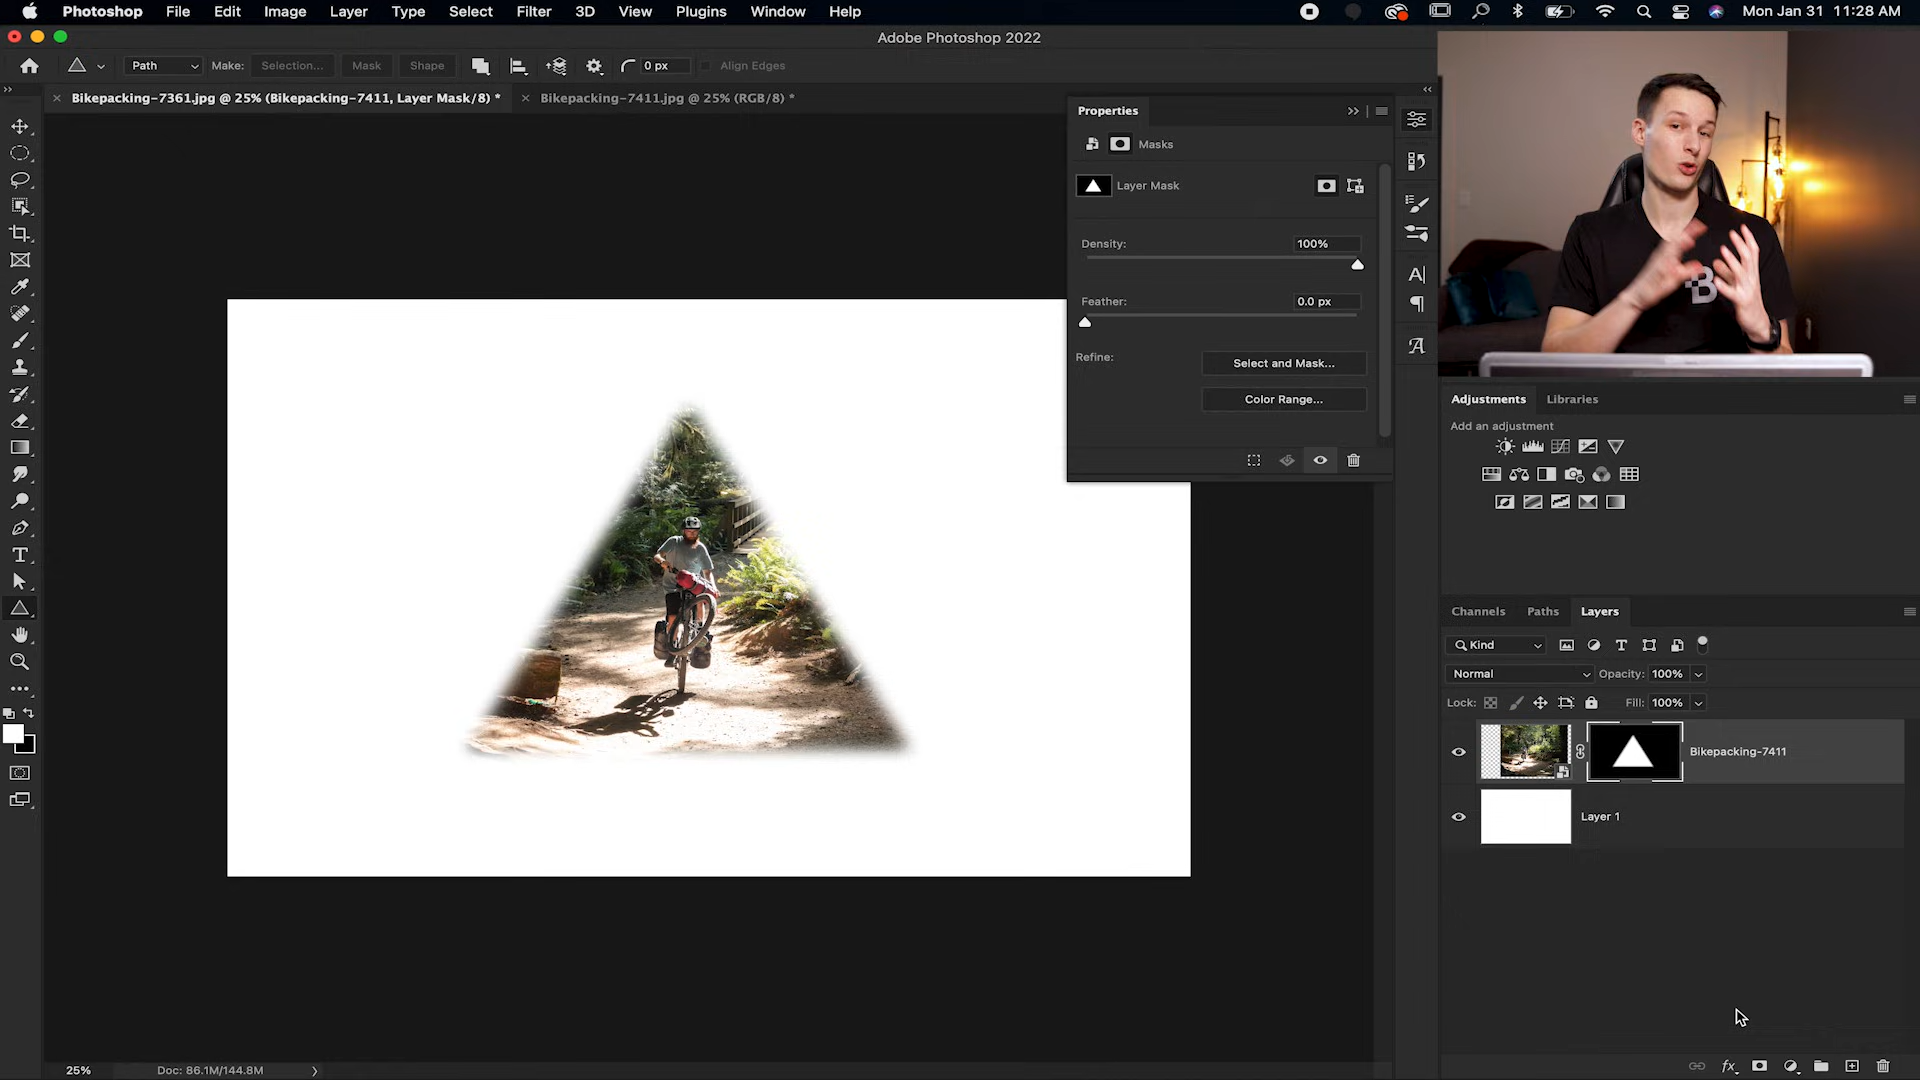 Photoshop File Edit Image Layer Type Select Filter 3D View Plugins Window Help Mon Jan 31 11:28 AM
Adobe Photoshop 2022
Path Make: Selection... Mask Shape 0 px Align Edges
Bikepacking-7361.jpg @ 25% (Bikepacking-7411, Layer Mask/8) * Bikepacking-7411.jpg @ 25% (RGB/8) *
Properties
Masks
Layer Mask
Density: 100%
Feather: 0.0 px
Refine: Select and Mask...
Color Range...
B
Adjustments Libraries
Add an adjustment
Channels Paths Layers
Kind
Normal Opacity: 100%
Lock: Fill: 100%
Bikepacking-7411
Layer 1
25% Doc: 86.1M/144.8M
fx